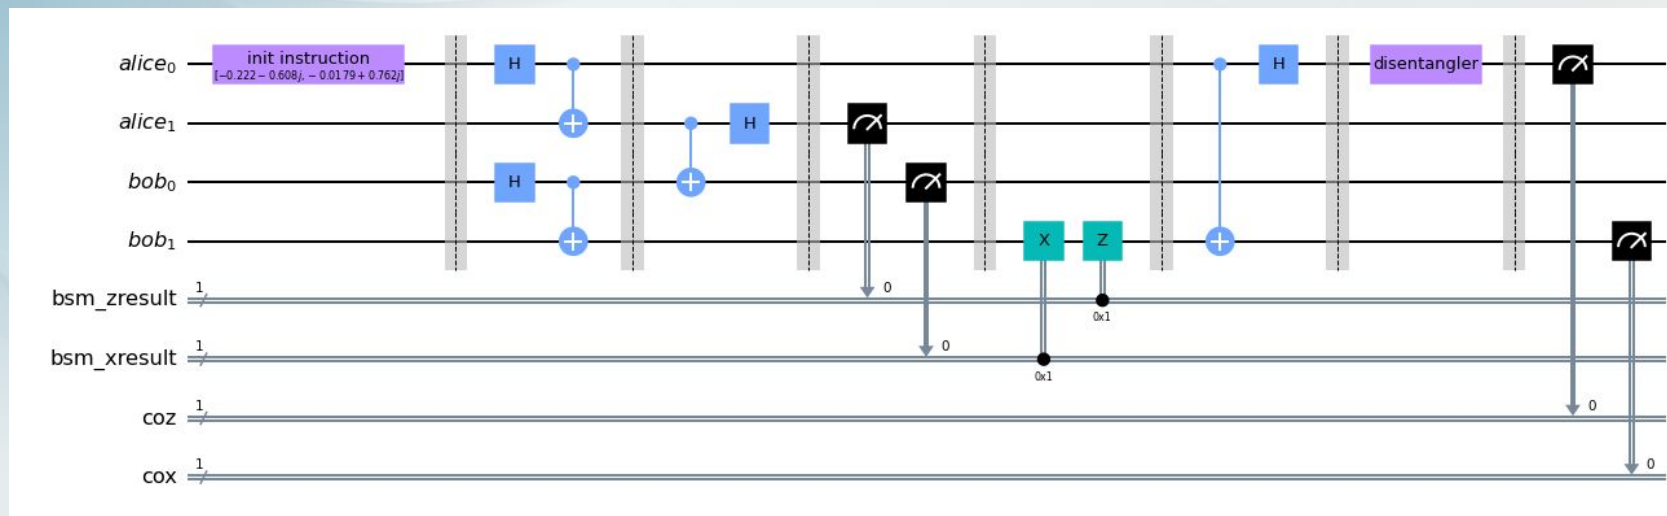 alice0 init instruction H H disentangler
[−0.222 − 0.608j, − 0.0179 + 0.762j]
alice1 H
bob0 H
bob1 X Z
bsm_zresult 1 0
0x1
bsm_xresult 1 0
0x1
coz 1 0
cox 1 0